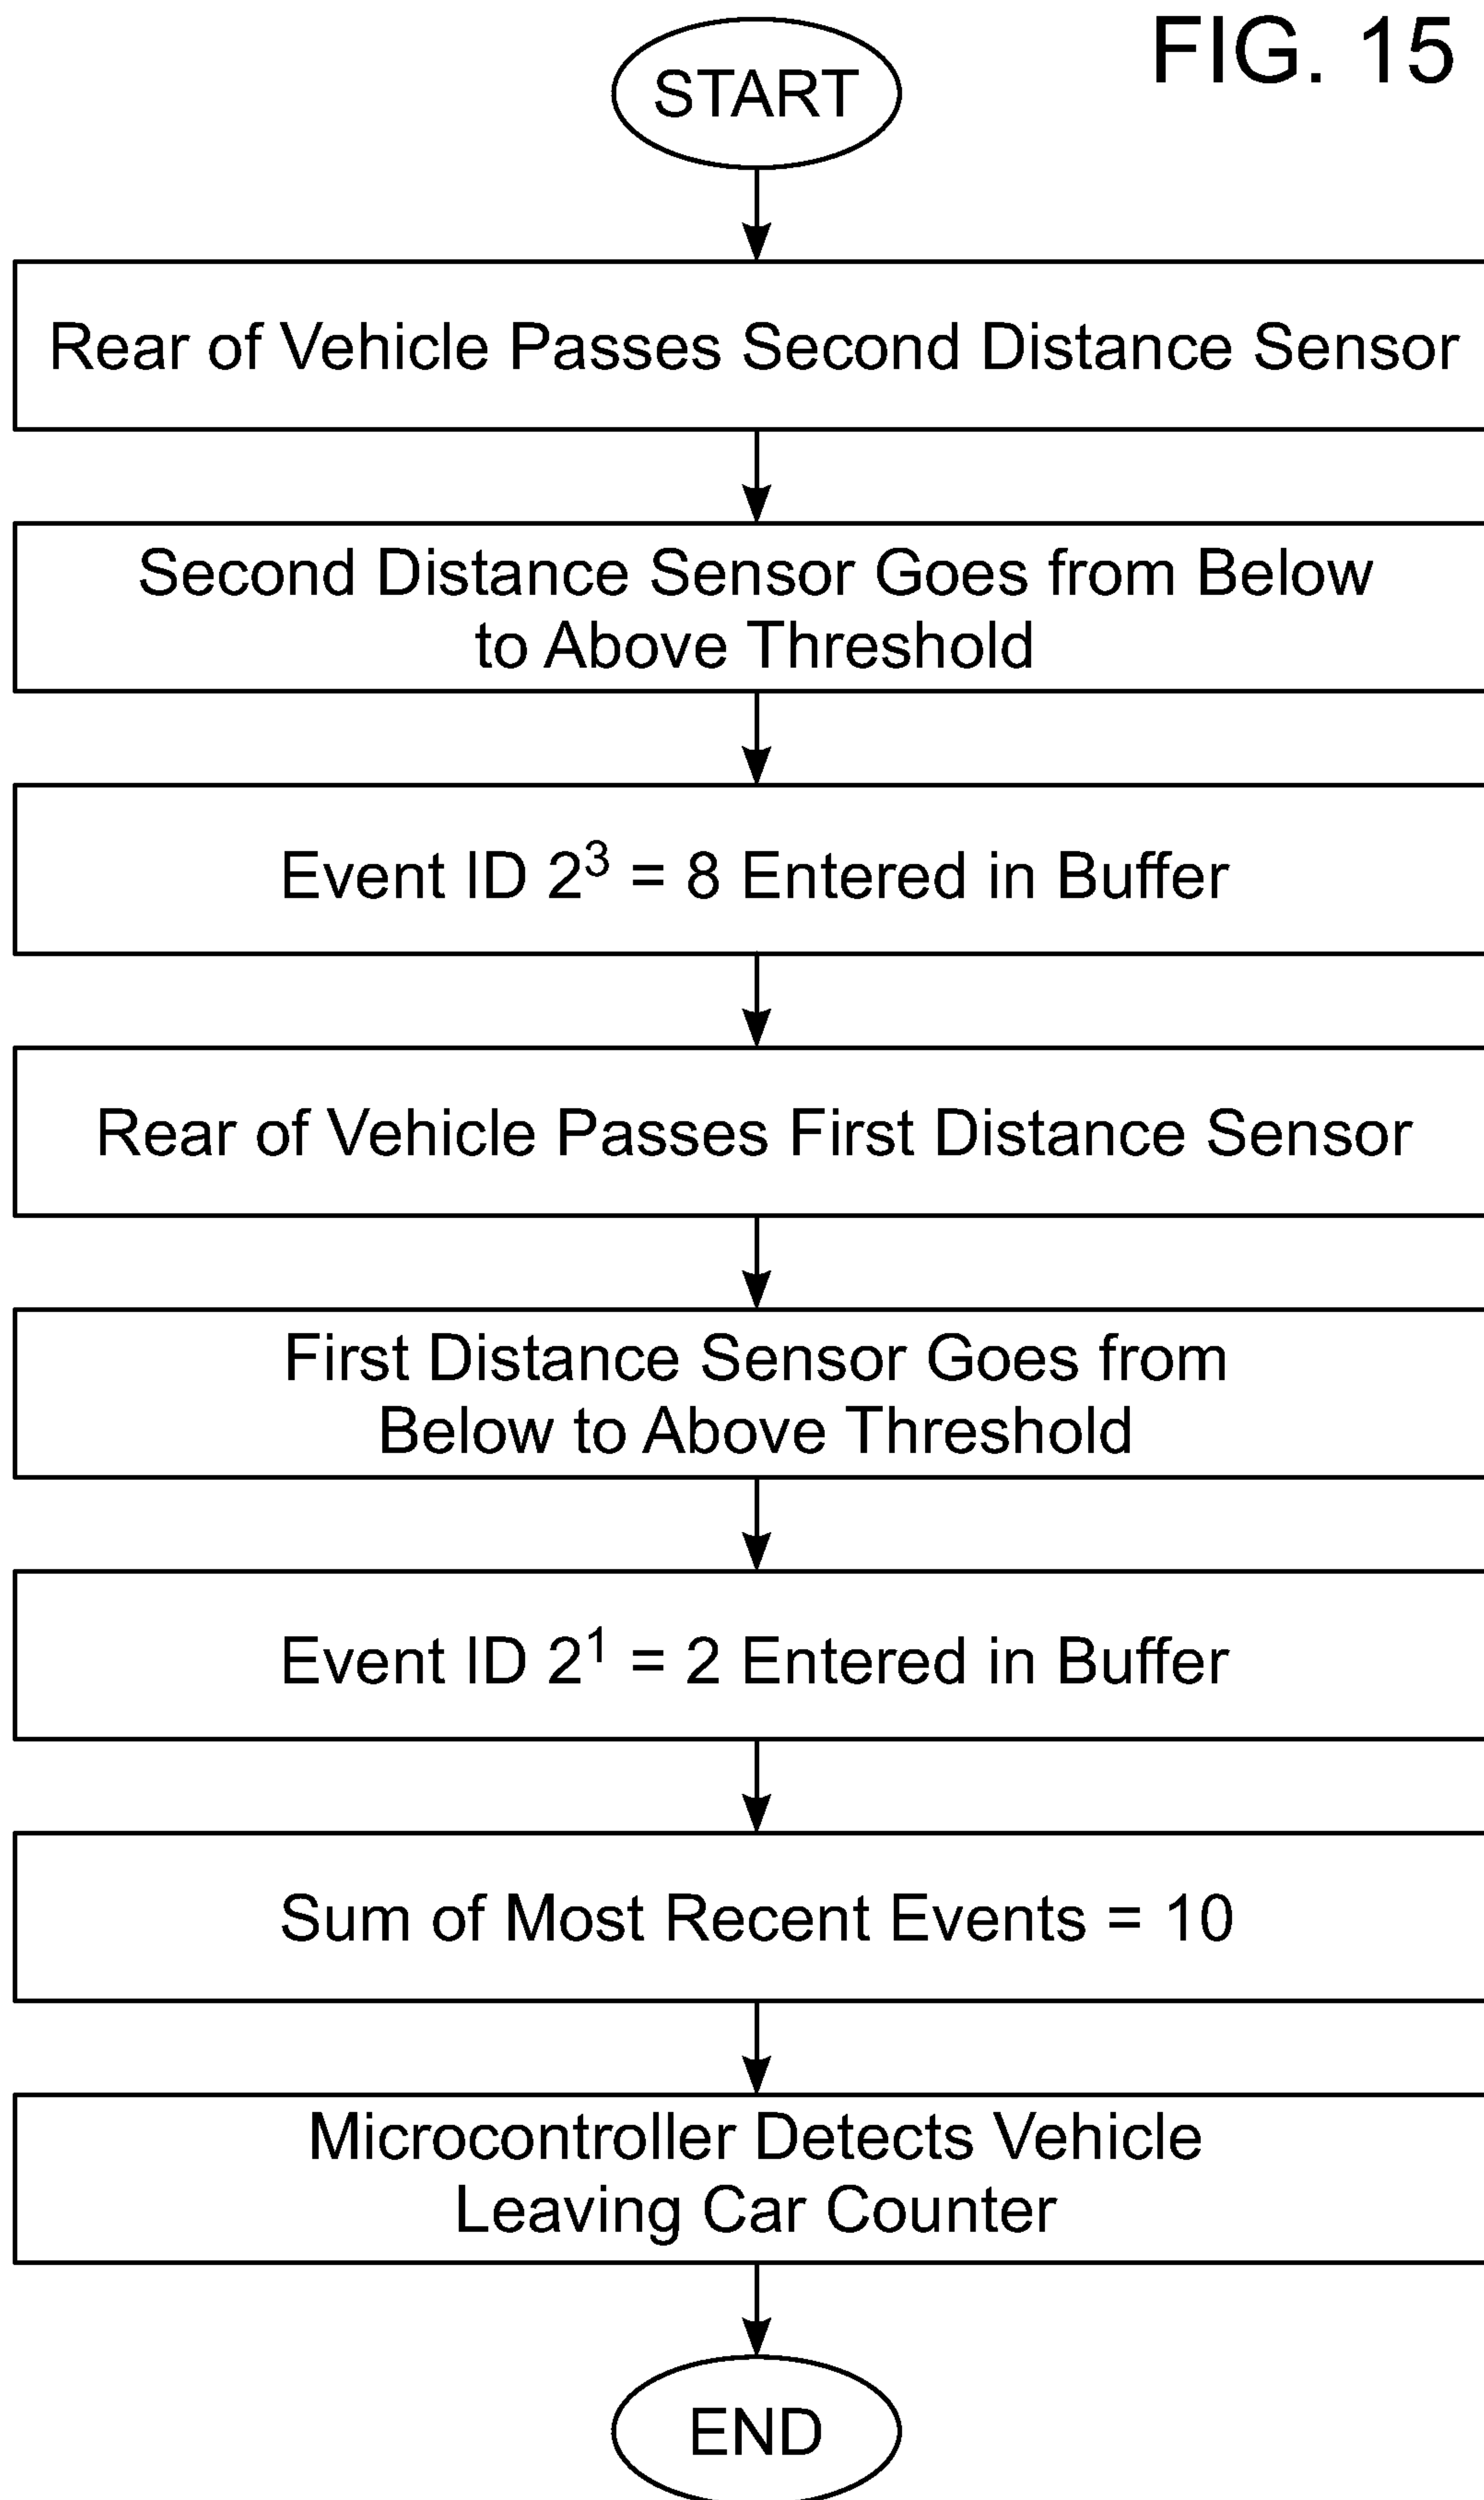 FIG. 15
START
Rear of Vehicle Passes Second Distance Sensor
Second Distance Sensor Goes from Below
to Above Threshold
Event ID 2³ = 8 Entered in Buffer
Rear of Vehicle Passes First Distance Sensor
First Distance Sensor Goes from
Below to Above Threshold
Event ID 2¹ = 2 Entered in Buffer
Sum of Most Recent Events = 10
Microcontroller Detects Vehicle
Leaving Car Counter
END